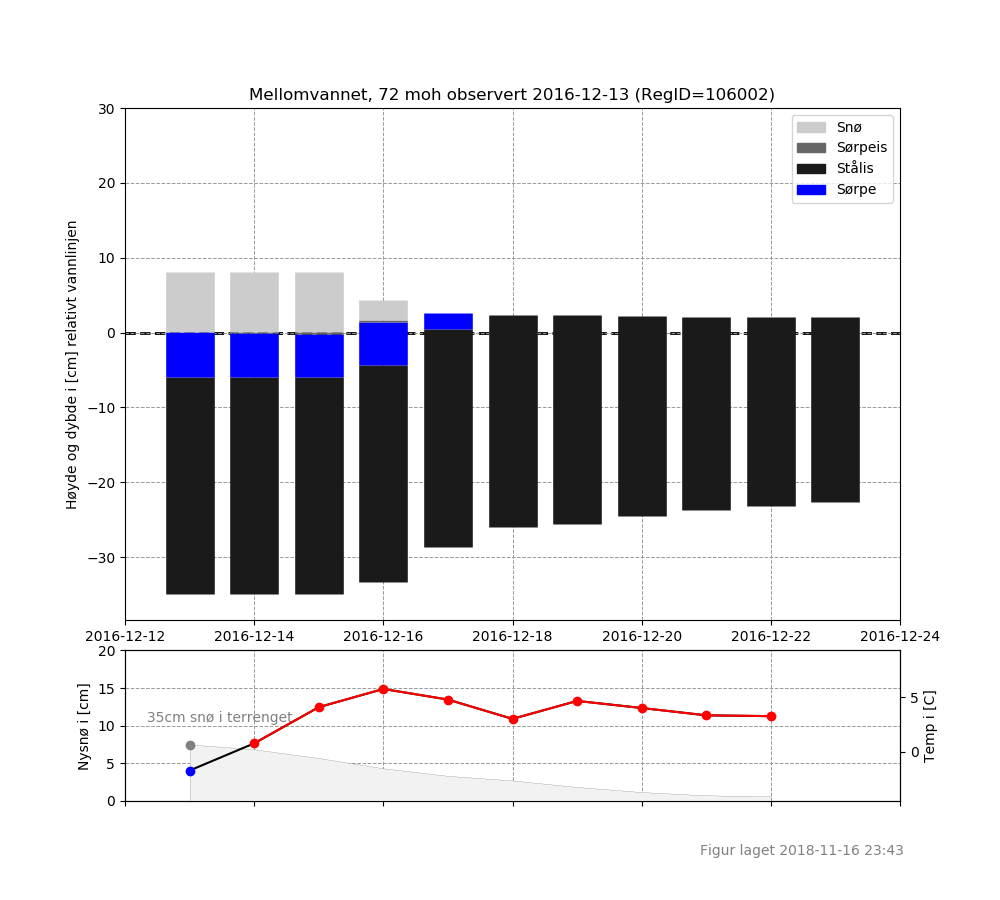 Mellomvannet, 72 moh observert 2016-12-13 (RegID=106002)
Høyde og dybde i [cm] relativt vannlinjen
30
20
10
0
−10
−20
−30
Snø
Sørpeis
Stålis
Sørpe
2016-12-12 2016-12-14 2016-12-16 2016-12-18 2016-12-20 2016-12-22 2016-12-24
Nysnø i [cm]
20
15
10
5
0
35cm snø i terrenget
5
0
Temp i [C]
Figur laget 2018-11-16 23:43